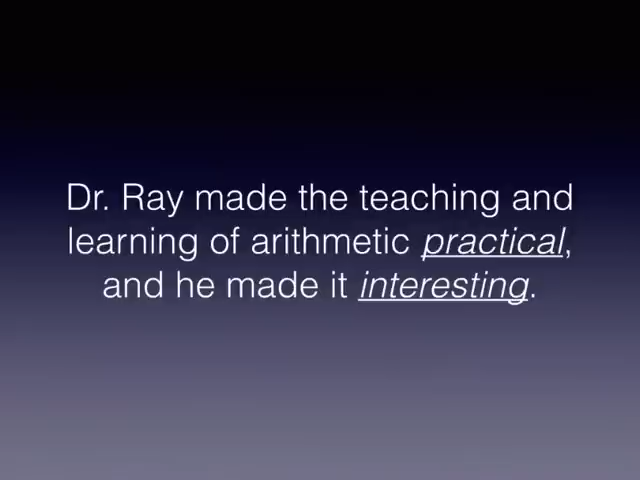 Dr. Ray made the teaching and
learning of arithmetic practical,
and he made it interesting.